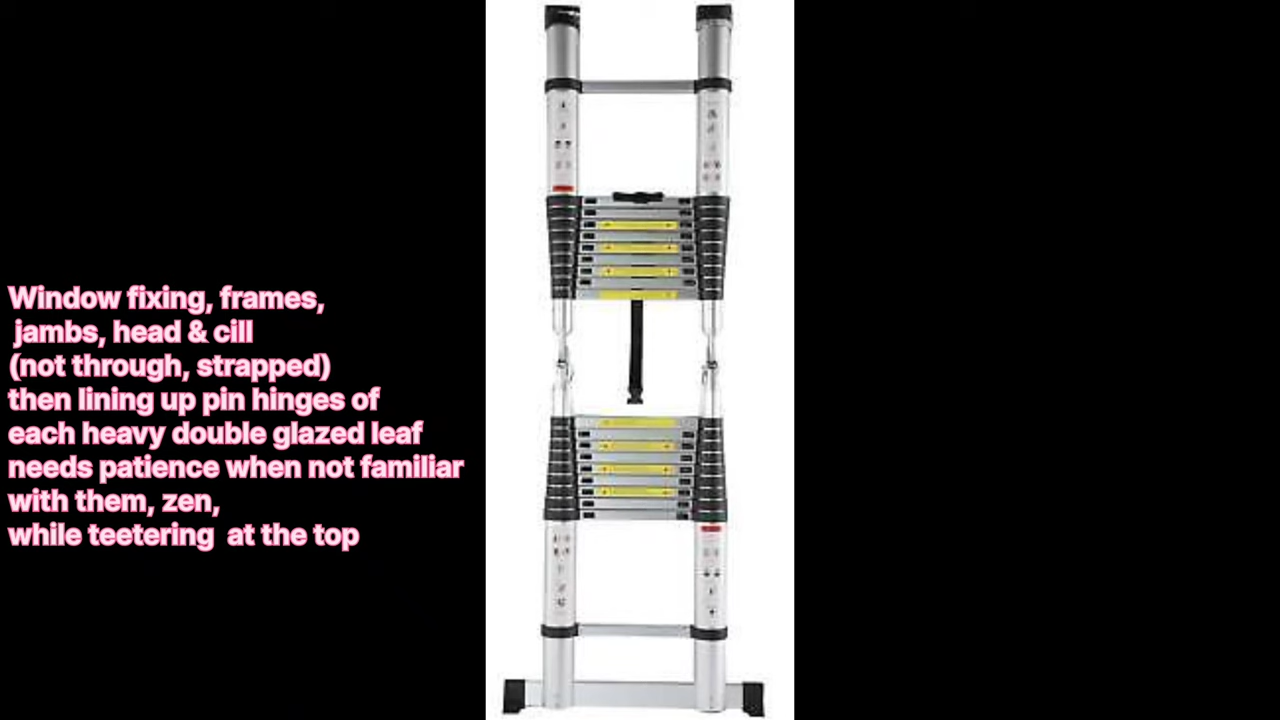 Window fixing, frames,
jambs, head & cill
(not through, strapped)
then lining up pin hinges of
each heavy double glazed leaf
needs patience when not familiar
with them, zen,
while teetering  at the top